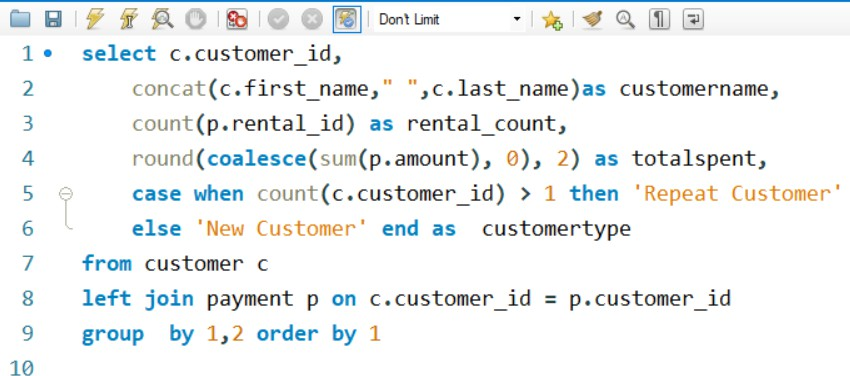 Don't Limit
1 select c.customer_id,
2 concat(c.first_name," ",c.last_name)as customername,
3 count(p.rental_id) as rental_count,
4 round(coalesce(sum(p.amount), 0), 2) as totalspent,
5 case when count(c.customer_id) > 1 then 'Repeat Customer'
6 else 'New Customer' end as  customertype
7 from customer c
8 left join payment p on c.customer_id = p.customer_id
9 group  by 1,2 order by 1
10